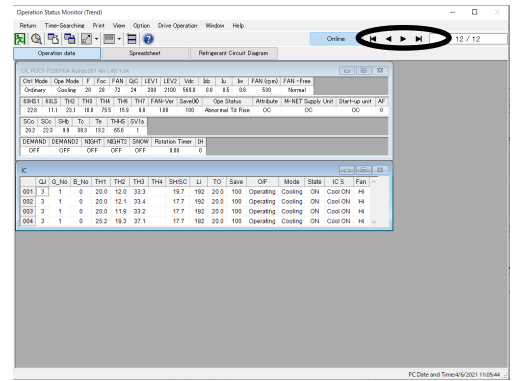 Operation Status Monitor (Trend)
Return Time-Searching Print View Option Drive Operation Window Help
Online 12 / 12
Operation data Spreadsheet Refrigerant Circuit Diagram
Ctrl Mode Ope Mode F Foc FAN QjC LEV1 LEV2 Vdc Idc Iu Iw FAN (rpm) FAN -Free
Ordinary Cooling 28 28 72 24 200 2100 569.8 0.0 0.5 0.6 530 Normal
63HS1 63LS TH2 TH3 TH4 TH6 TH7 FAN-Ver Save(X) Ope Status Attribute M-NET Supply Unit Start-up unit AF
22.6 11.1 23.1 18.8 75.5 15.9 9.8 1.00 100 Abnormal Td Rise OC OC OC 0
SCo SCc SHb Tc Te THHS SV1a
20.2 22.3 9.9 38.3 13.2 65.6 1
DEMAND DEMAND2 NIGHT NIGHT2 SNOW Rotation Timer IH
OFF OFF OFF OFF OFF 0.00 0
IC
QJ G_No B_No TH1 TH2 TH3 TH4 SH/SC Li TO Save O/F Mode State IC S Fan
001 3 1 0 20.0 12.0 33.3 19.7 192 20.0 100 Operating Cooling ON Cool ON Hi
002 3 1 0 20.0 12.1 33.4 17.7 192 20.0 100 Operating Cooling ON Cool ON Hi
003 3 1 0 20.0 11.9 33.2 17.7 192 20.0 100 Operating Cooling ON Cool ON Hi
004 3 1 0 25.2 19.3 37.1 17.7 192 20.0 100 Operating Cooling ON Cool ON Hi
PC Date and Time:4/6/2021 11:05:44